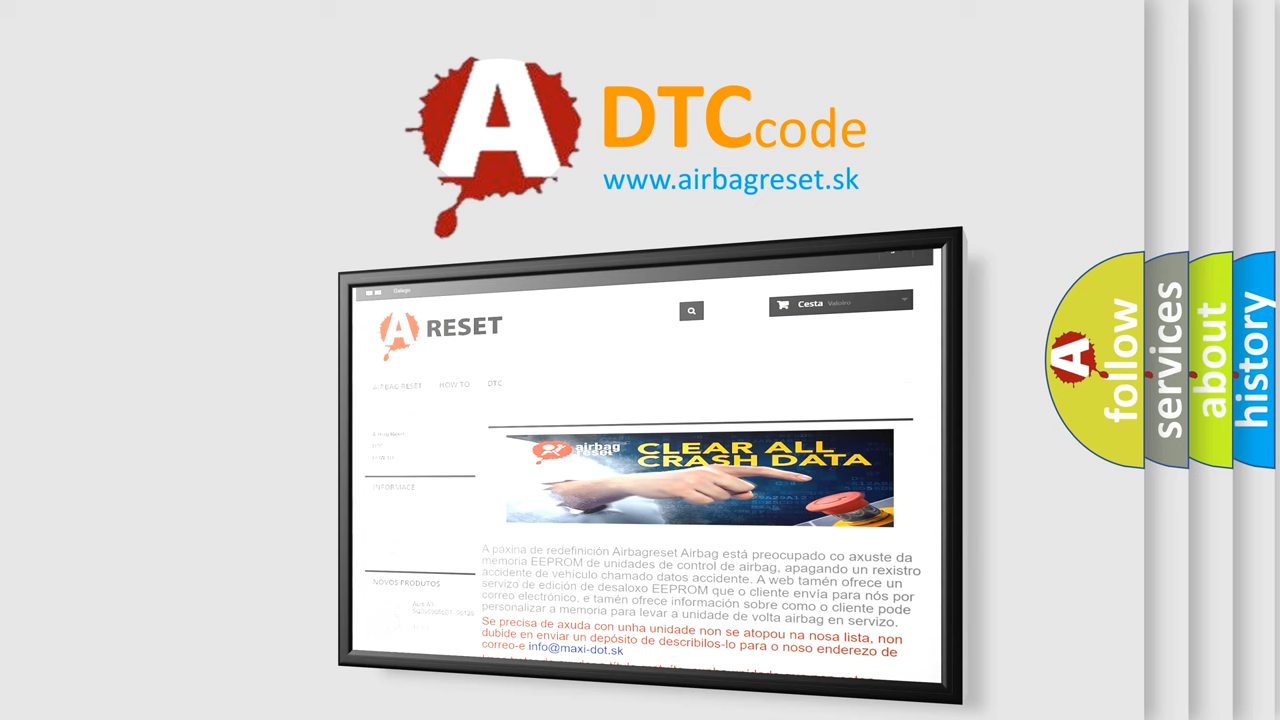 A
DTC code
www.airbagreset.sk
Galego
A RESET
Cesta Valeiro
AIRBAG RESET HOW TO DTC
INFORMACE
airbag
reset
CLEAR ALL
CRASH DATA
A páxina de redefinición Airbagreset Airbag está preocupado co axuste da
memoria EEPROM de unidades de control de airbag, apagando un rexistro
accidente de vehículo chamado datos accidente. A web tamén ofrece un
servizo de edición de desaloxo EEPROM que o cliente envía para nós por
correo electrónico, e tamén ofrece información sobre como o cliente pode
personalizar a memoria para levar a unidade de volta airbag en servizo.
Se precisa de axuda con unha unidade non se atopou na nosa lista, non
dubide en enviar un depósito de describilos-lo para o noso enderezo de
correo-e info@maxi-dot.sk
NOVOS PRODUTOS
A
follow
services
about
history